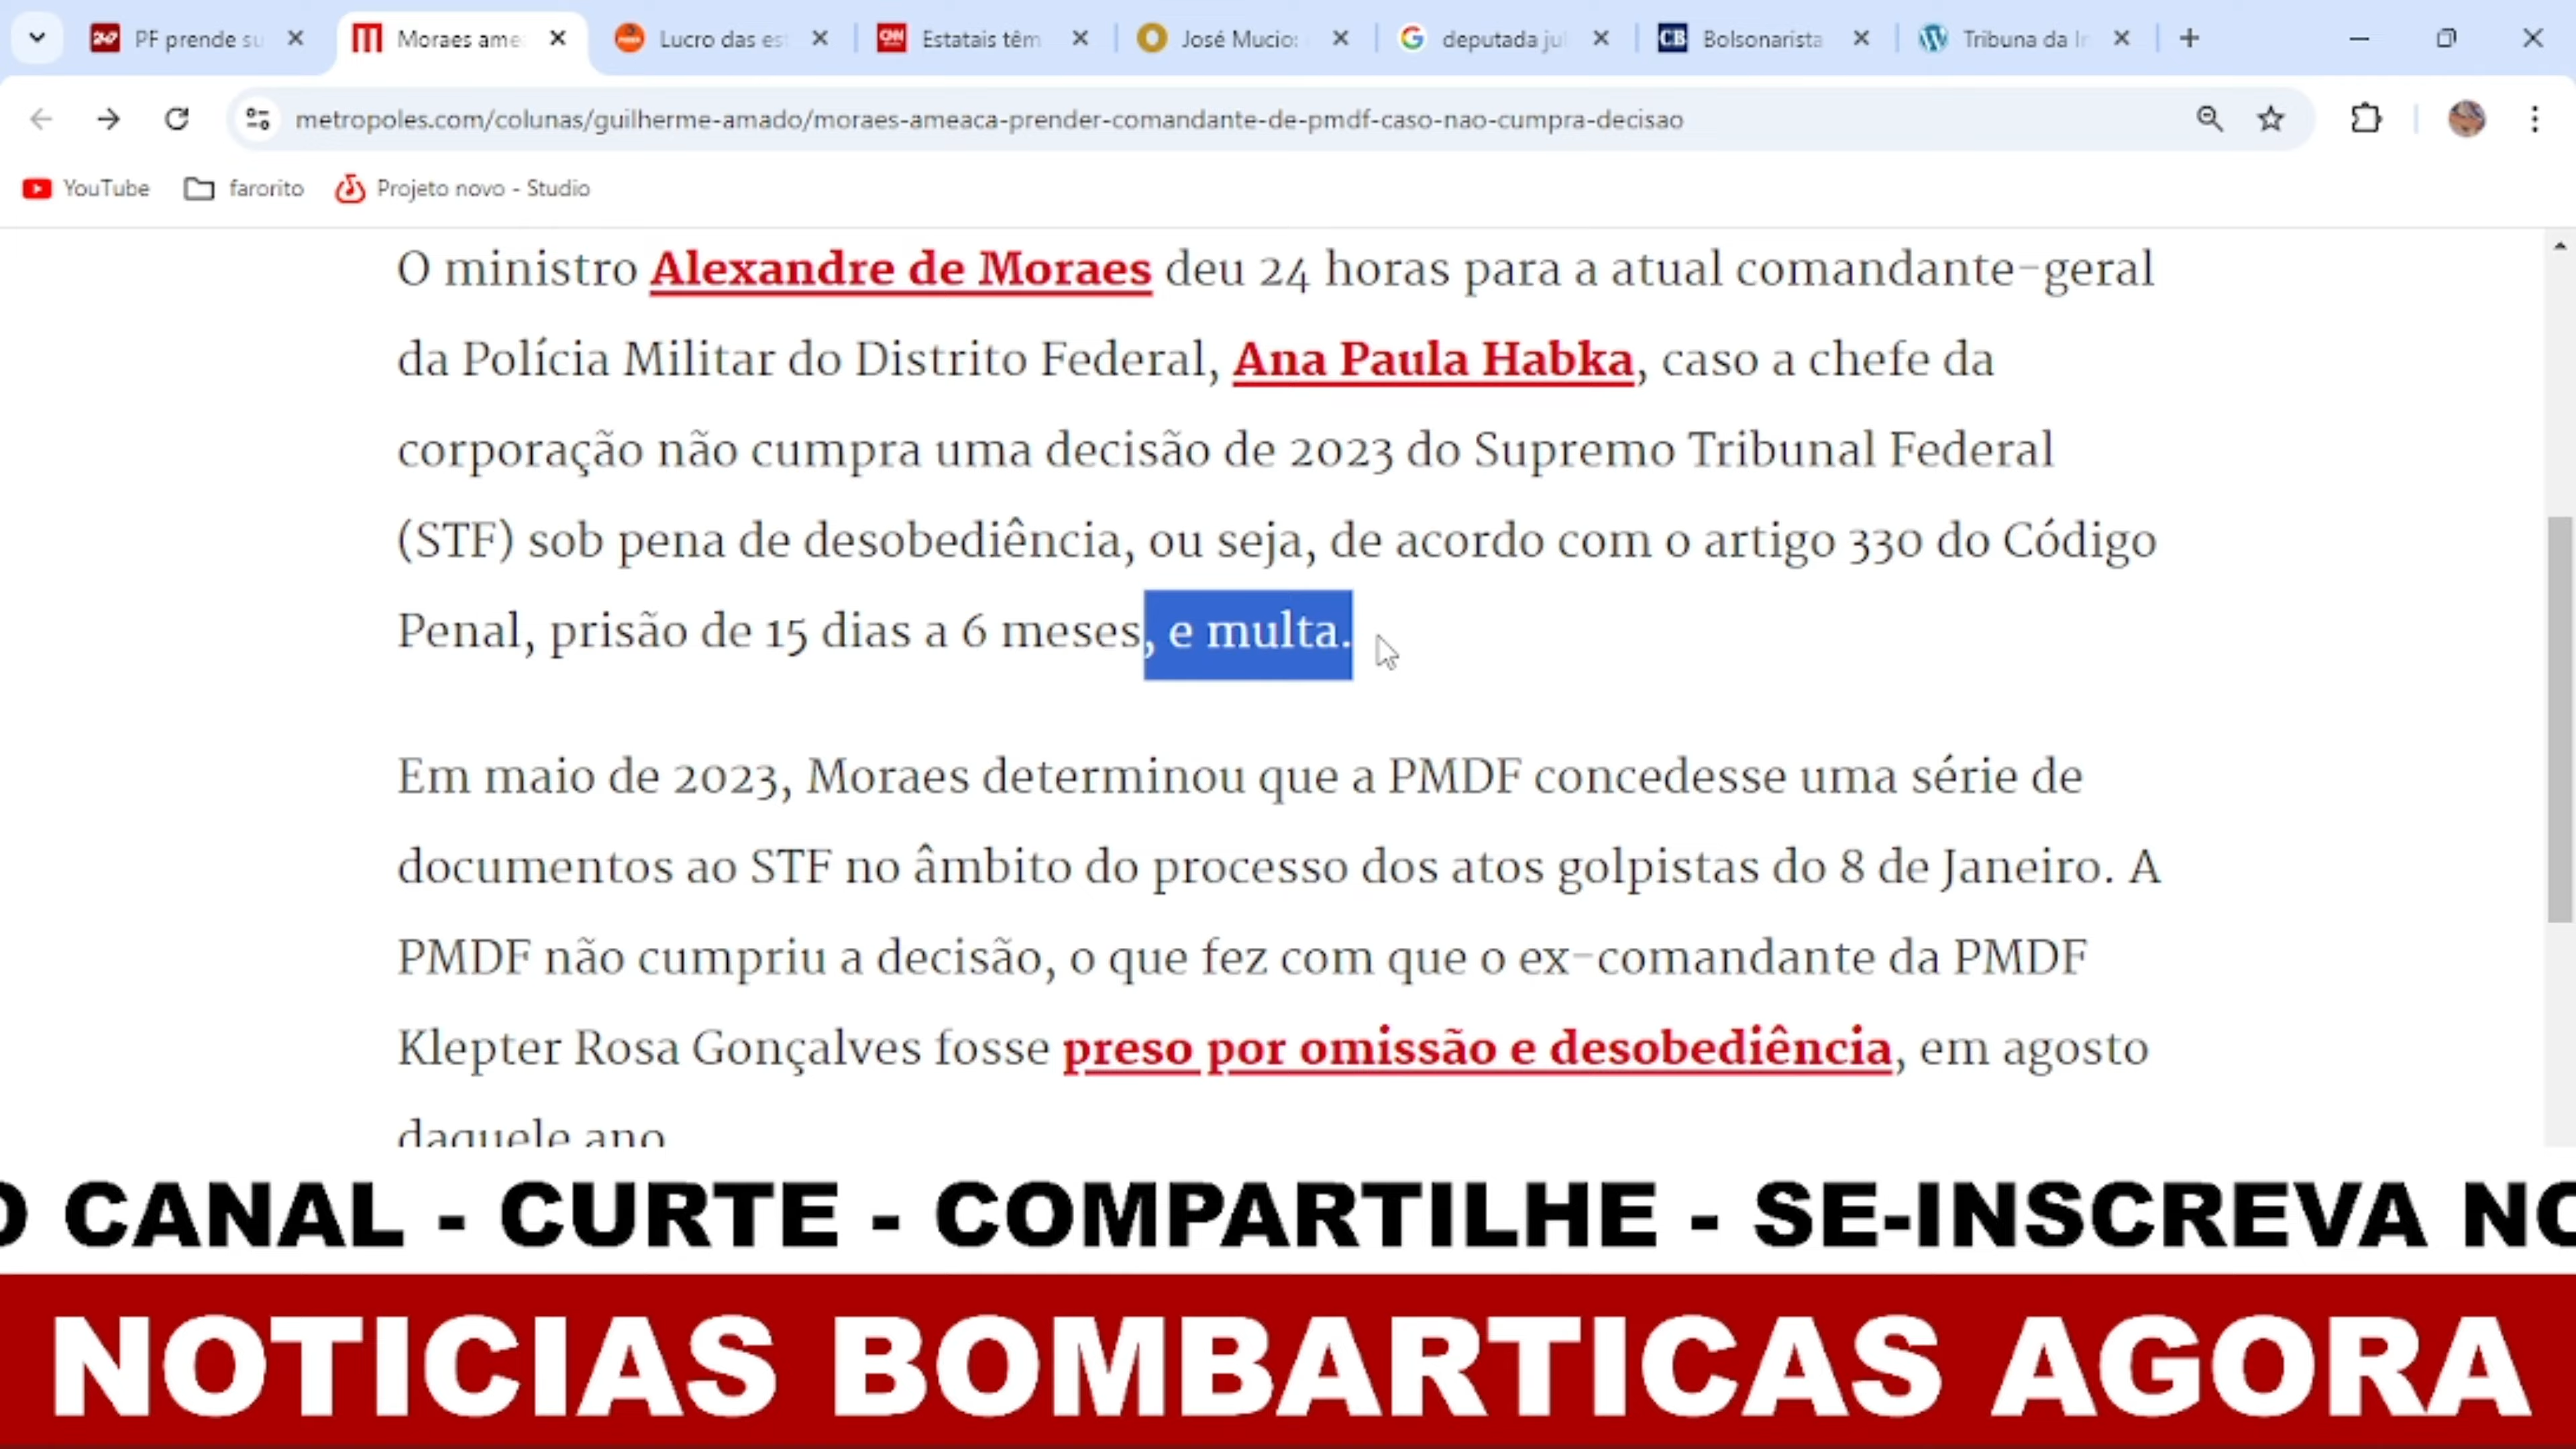 PF prende su
Moraes ame
Lucro das es
CNN
Estatais têm
José Mucio:
deputada ju
CB
Bolsonarista
Tribuna da I
metropoles.com/colunas/guilherme-amado/moraes-ameaca-prender-comandante-de-pmdf-caso-nao-cumpra-decisao
YouTube
farorito
Projeto novo - Studio
O ministro Alexandre de Moraes deu 24 horas para a atual comandante-geral
da Polícia Militar do Distrito Federal, Ana Paula Habka, caso a chefe da
corporação não cumpra uma decisão de 2023 do Supremo Tribunal Federal
(STF) sob pena de desobediência, ou seja, de acordo com o artigo 330 do Código
Penal, prisão de 15 dias a 6 meses, e multa.
Em maio de 2023, Moraes determinou que a PMDF concedesse uma série de
documentos ao STF no âmbito do processo dos atos golpistas do 8 de Janeiro. A
PMDF não cumpriu a decisão, o que fez com que o ex-comandante da PMDF
Klepter Rosa Gonçalves fosse preso por omissão e desobediência, em agosto
daquele ano
O CANAL - CURTE - COMPARTILHE - SE-INSCREVA NO
NOTICIAS BOMBARTICAS AGORA